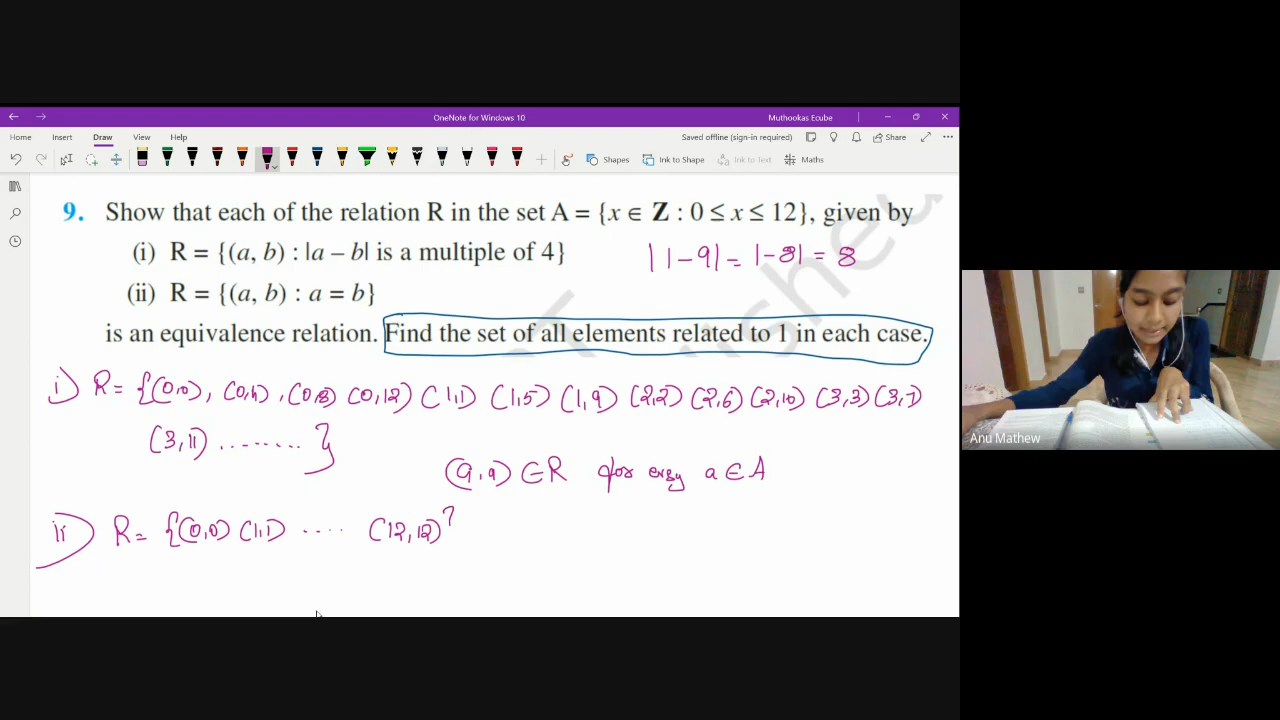 OneNote for Windows 10
Muthookas Ecube
Home Insert Draw View Help
Saved offline (sign-in required)
Share
Shapes
Ink to Shape
Ink to Text
Maths
9. Show that each of the relation R in the set A = {x ∈ Z : 0 ≤ x ≤ 12}, given by
(i) R = {(a, b) : |a – b| is a multiple of 4}
|1-9| = |-8| = 8
(ii) R = {(a, b) : a = b}
is an equivalence relation. Find the set of all elements related to 1 in each case.
i) R = {(0,0), (0,4), (0,8) (0,12) (1,1) (1,5) (1,9) (2,2) (2,6) (2,10) (3,3) (3,7)
(3,11) ........ }
(a,a) ∈ R for every a ∈ A
ii) R = {(0,0) (1,1) .... (12,12)}
Anu Mathew